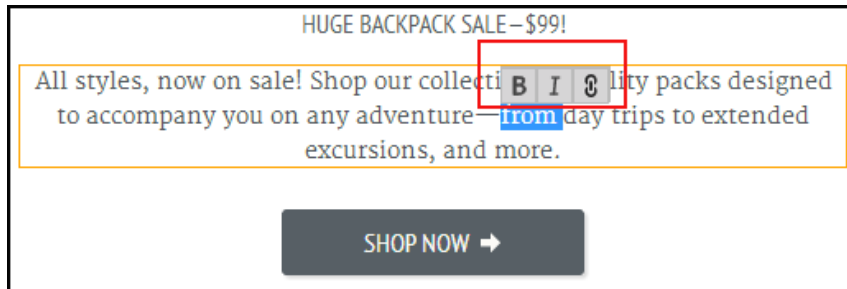 HUGE BACKPACK SALE—$99!
All styles, now on sale! Shop our collecti B I lity packs designed
to accompany you on any adventure—from day trips to extended
excursions, and more.
SHOP NOW